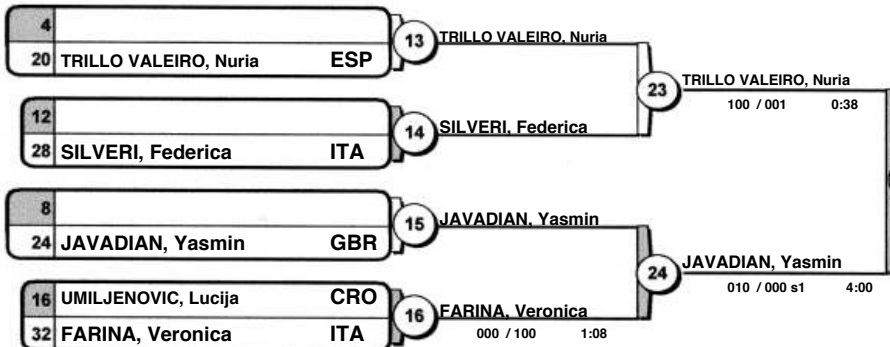 4
20 TRILLO VALEIRO, Nuria ESP
13 TRILLO VALEIRO, Nuria
12
28 SILVERI, Federica ITA
14 SILVERI, Federica
23 TRILLO VALEIRO, Nuria
100 / 001 0:38
8
24 JAVADIAN, Yasmin GBR
15 JAVADIAN, Yasmin
16 UMILJENOVIC, Lucija CRO
32 FARINA, Veronica ITA
16 FARINA, Veronica
000 / 100 1:08
24 JAVADIAN, Yasmin
010 / 000 s1 4:00